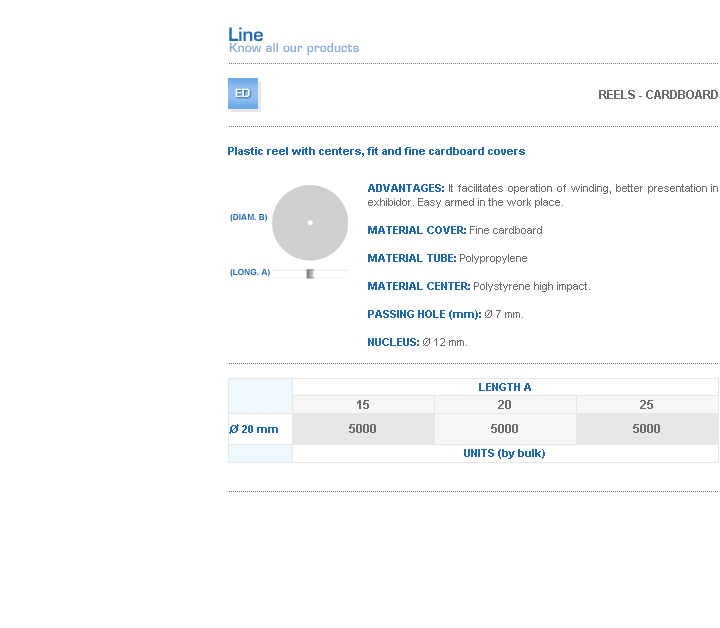 Line
Know all our products
ED
REELS - CARDBOARD
Plastic reel with centers, fit and fine cardboard covers
(DIAM. B)
(LONG. A)
ADVANTAGES: It facilitates operation of winding, better presentation in
exhibidor. Easy armed in the work place.
MATERIAL COVER: Fine cardboard
MATERIAL TUBE: Polypropylene
MATERIAL CENTER: Polystyrene high impact.
PASSING HOLE (mm): Ø 7 mm.
NUCLEUS: Ø 12 mm.
LENGTH A
15 20 25
Ø 20 mm 5000 5000 5000
UNITS (by bulk)